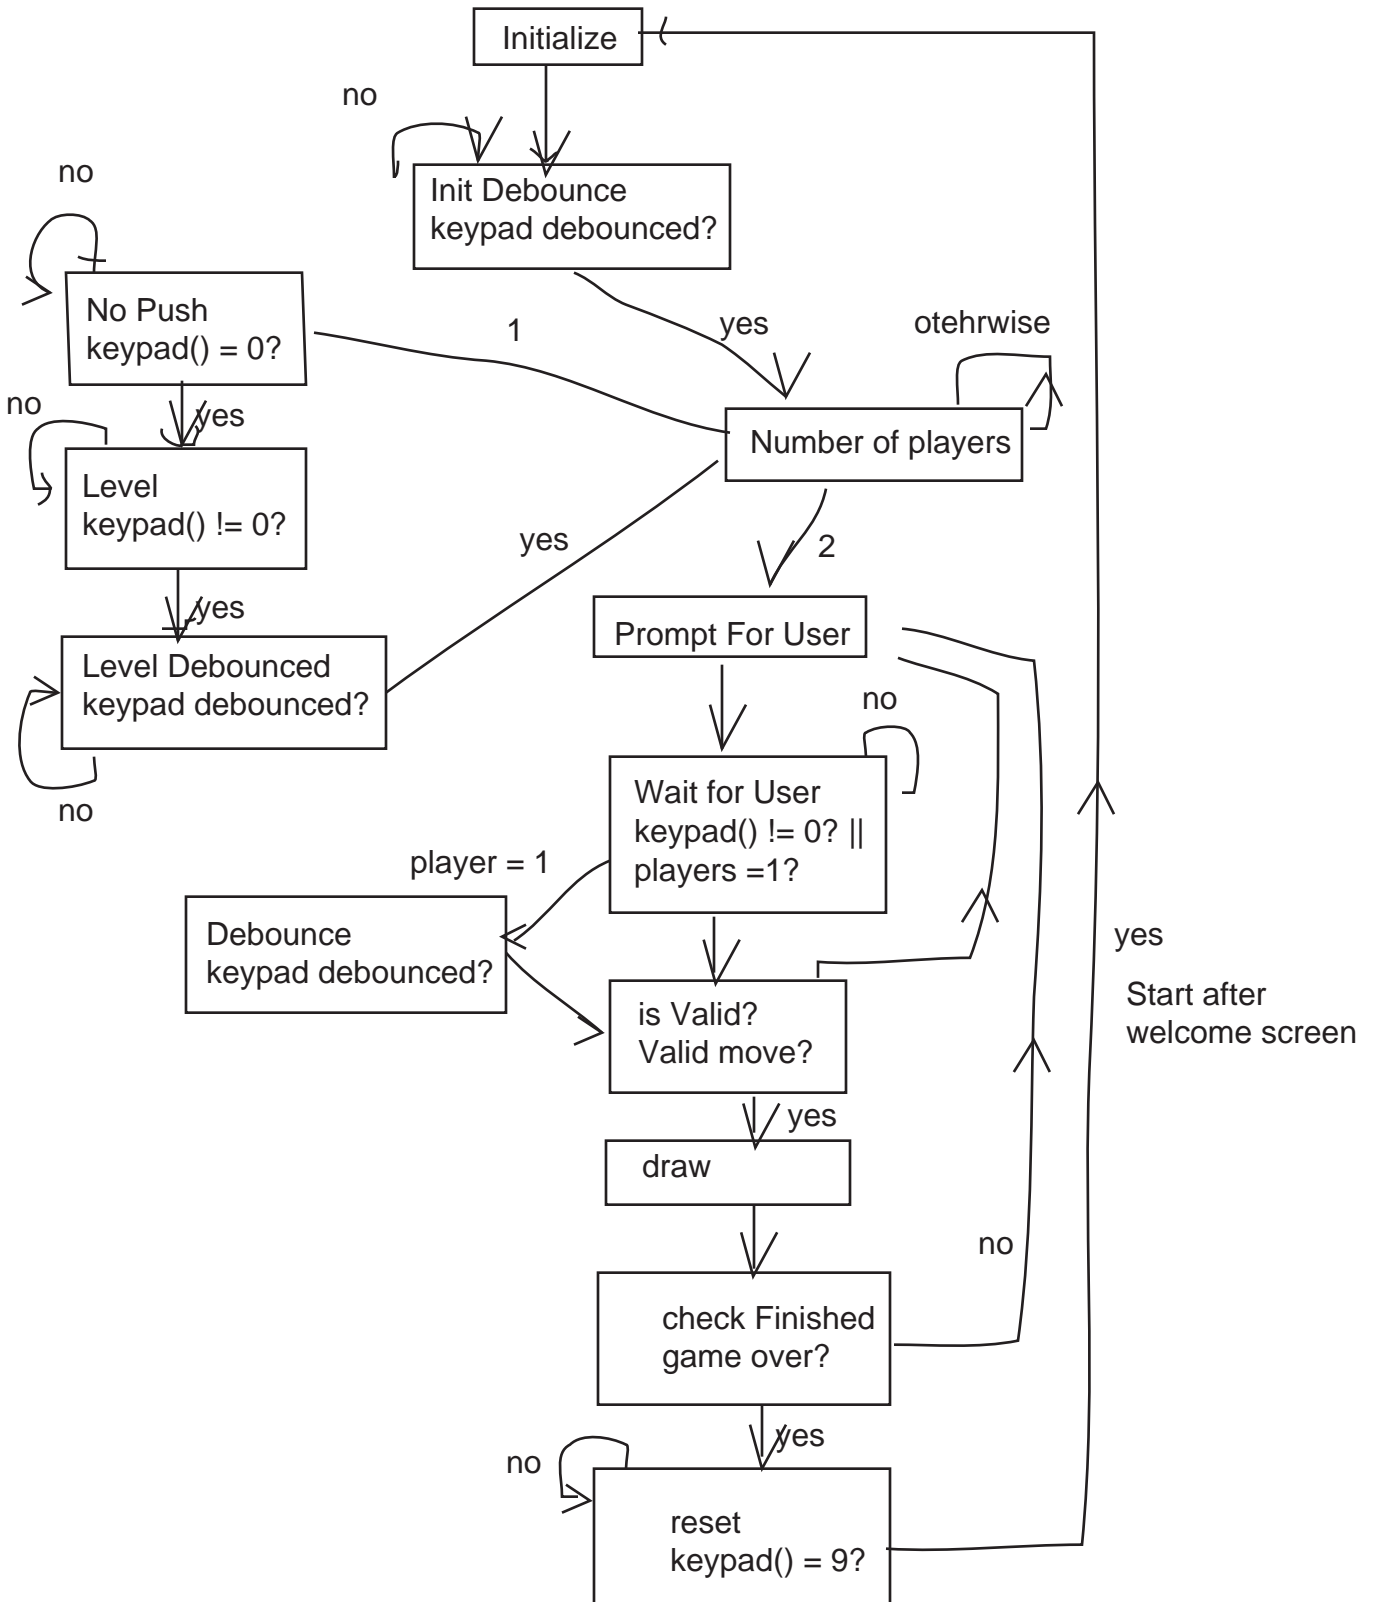 Initialize
no
no
Init Debounce
keypad debounced?
No Push
keypad() = 0?
1
yes
otehrwise
no
yes
Number of players
Level
keypad() != 0?
yes
2
yes
Prompt For User
Level Debounced
keypad debounced?
no
no
Wait for User
keypad() != 0? ||
players =1?
player = 1
Debounce
keypad debounced?
yes
Start after
welcome screen
is Valid?
Valid move?
yes
draw
no
check Finished
game over?
yes
no
reset
keypad() = 9?